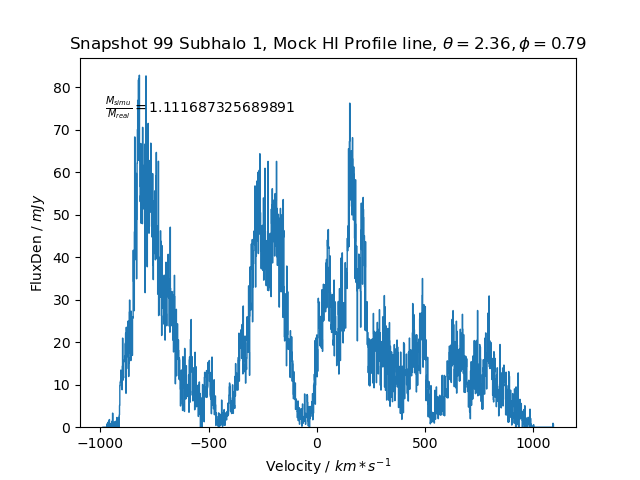 Snapshot 99 Subhalo 1, Mock HI Profile line, θ = 2.36, ϕ = 0.79
M_simu/M_real = 1.111687325689891
FluxDen / mJy
80
70
60
50
40
30
20
10
0
−1000 −500 0 500 1000
Velocity / km * s⁻¹